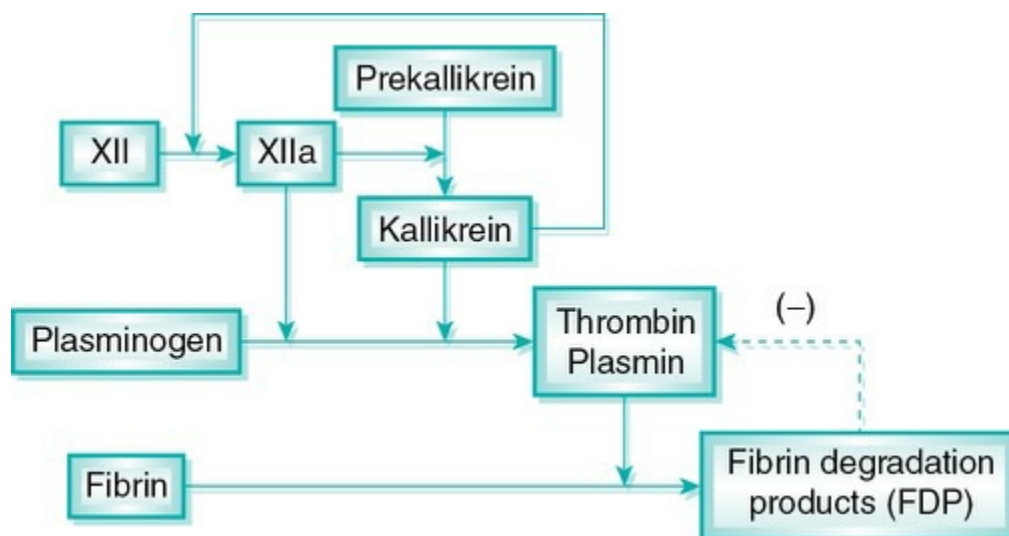 Prekallikrein
XII
XIIa
Kallikrein
Plasminogen
Thrombin
Plasmin
(–)
Fibrin
Fibrin degradation
products (FDP)